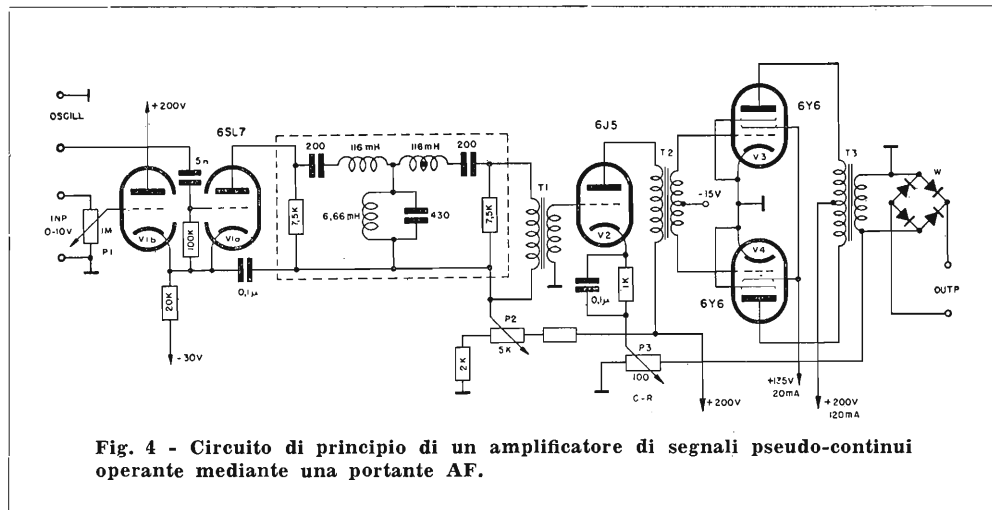 OSCILL
+200V
6SL7
5n
INP
0-10V
1M
P1
V1b
100K
V1a
0,1µ
20K
-30V
200
116mH
116mH
200
7,5K
6,66mH
430
7,5K
T1
6J5
V2
0,1µ
1K
T2
-15V
6Y6
V3
V4
6Y6
T3
W
OUTP
P2
5K
2K
P3
100
C-R
+200V
+135V
20mA
+200V
120mA
Fig. 4 - Circuito di principio di un amplificatore di segnali pseudo-continui
operante mediante una portante AF.